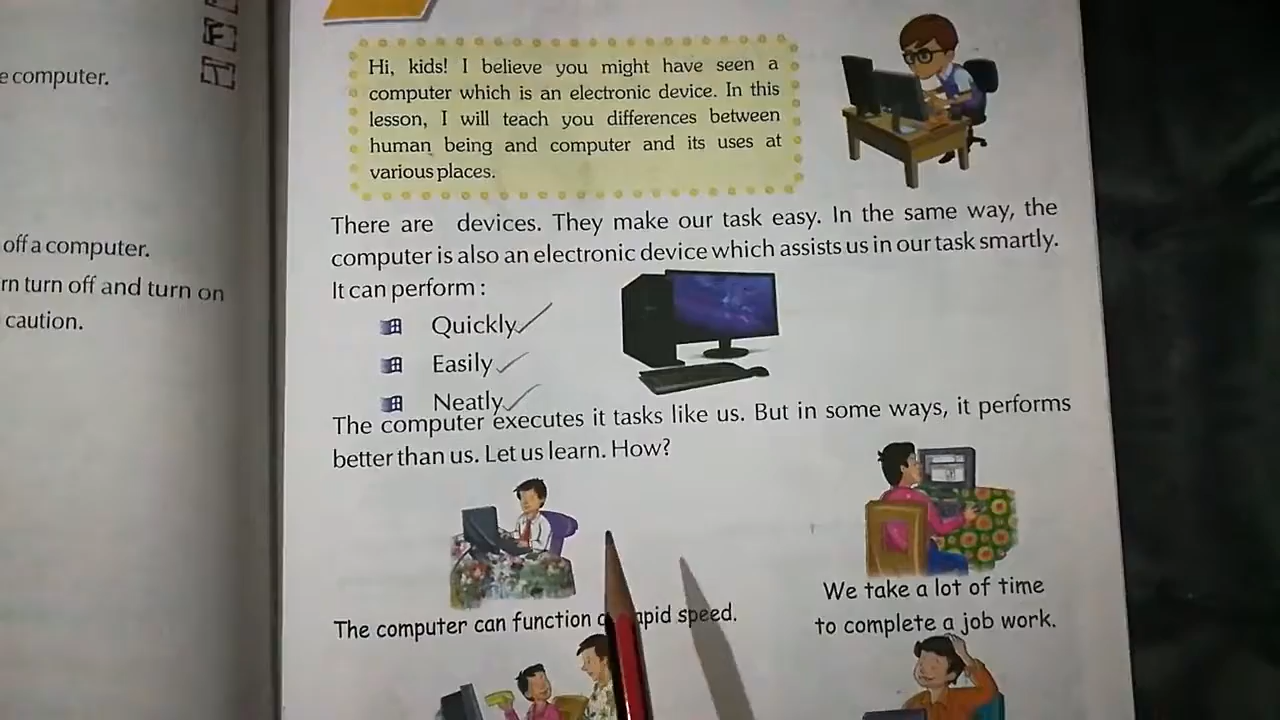 e computer.
off a computer.
rn turn off and turn on
caution.
Hi, kids! I believe you might have seen a
computer which is an electronic device. In this
lesson, I will teach you differences between
human being and computer and its uses at
various places.
There are devices. They make our task easy. In the same way, the
computer is also an electronic device which assists us in our task smartly.
It can perform :
Quickly
Easily
Neatly
The computer executes it tasks like us. But in some ways, it performs
better than us. Let us learn. How?
The computer can function speed.
We take a lot of time
to complete a job work.